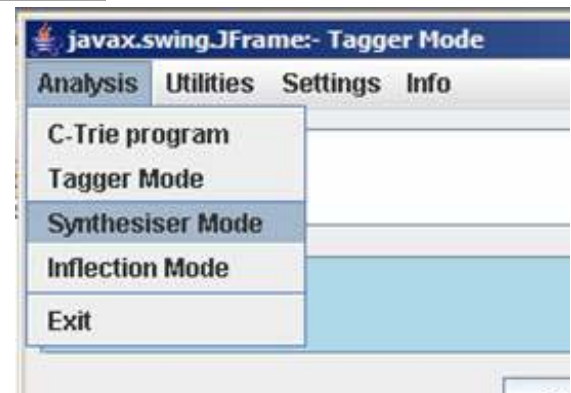 javax.swing.JFrame:- Tagger Mode
Analysis Utilities Settings Info
C-Trie program
Tagger Mode
Synthesiser Mode
Inflection Mode
Exit